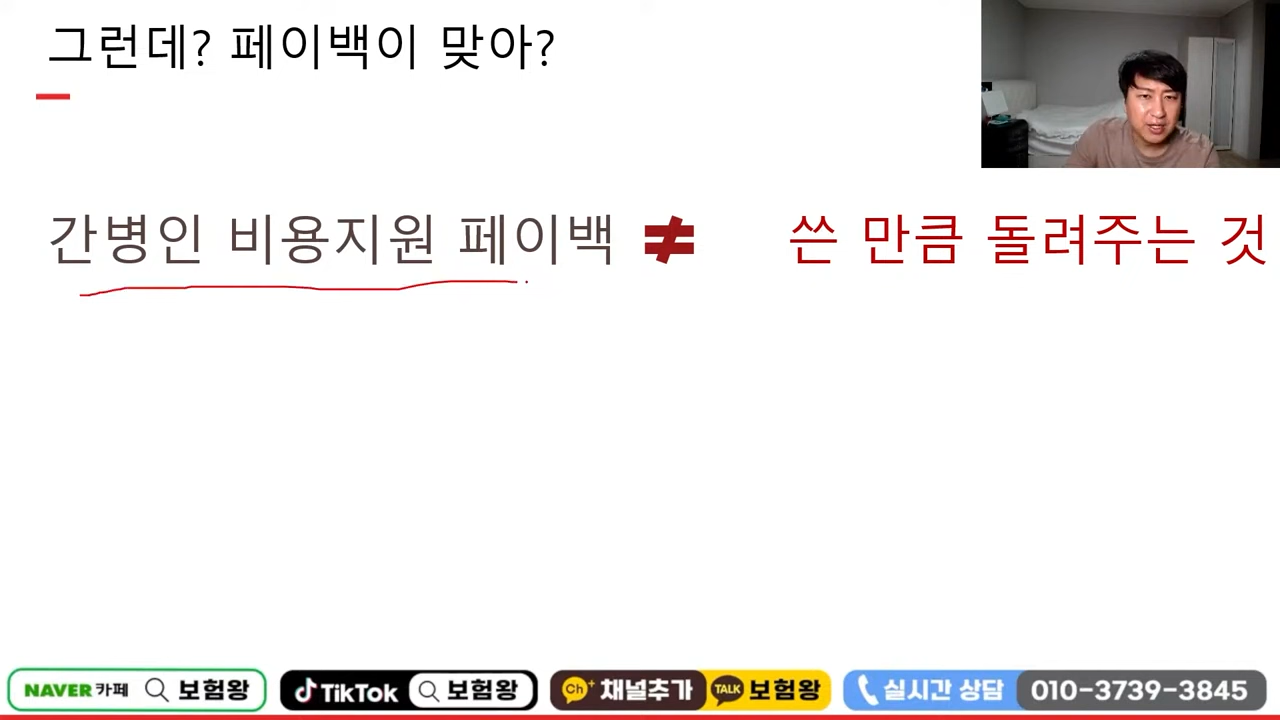 그런데? 페이백이 맞아?
간병인 비용지원 페이백 ≠ 쓴 만큼 돌려주는 것
NAVER 카페 보험왕 TikTok 보험왕 Ch+ 채널추가 TALK 보험왕 실시간 상담 010-3739-3845